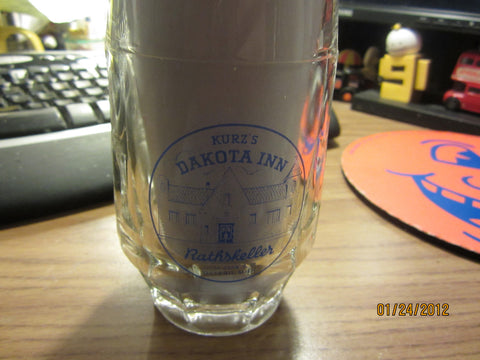 KURZ'S
DAKOTA INN
Rathskeller
01/24/2012